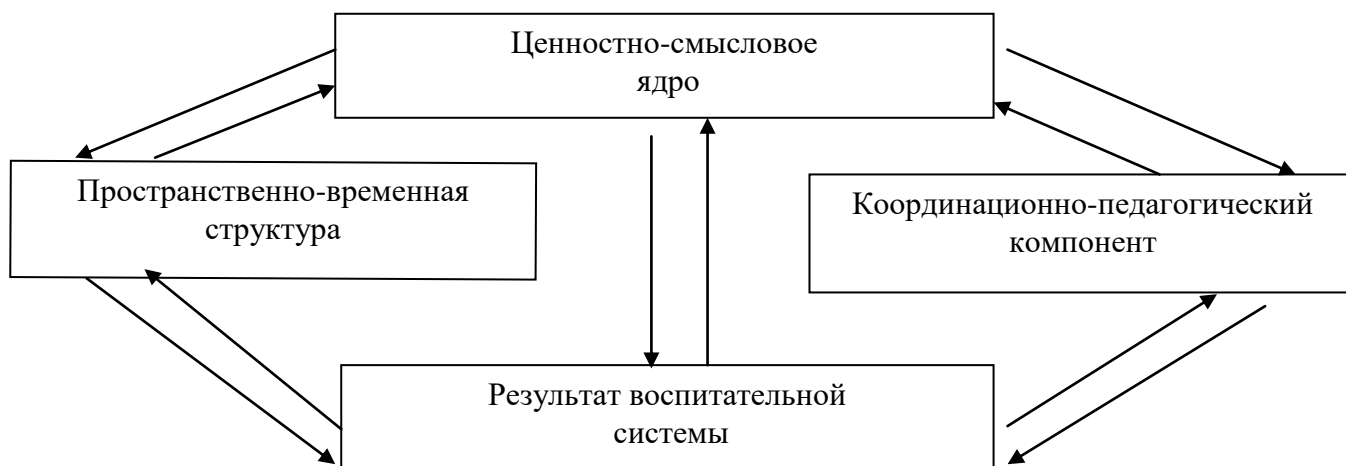 Ценностно-смысловое
ядро
Пространственно-временная
структура
Координационно-педагогический
компонент
Результат воспитательной
системы